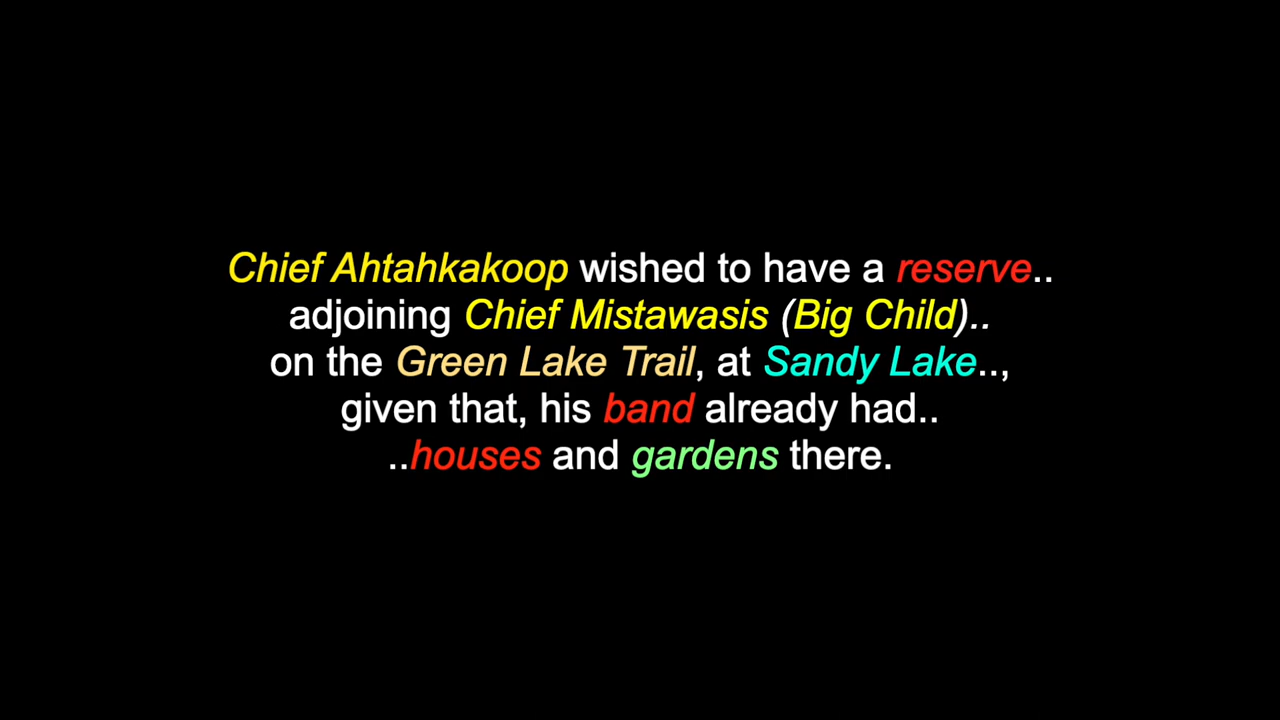 Chief Ahtahkakoop wished to have a reserve..
adjoining Chief Mistawasis (Big Child)..
on the Green Lake Trail, at Sandy Lake..,
given that, his band already had..
..houses and gardens there.